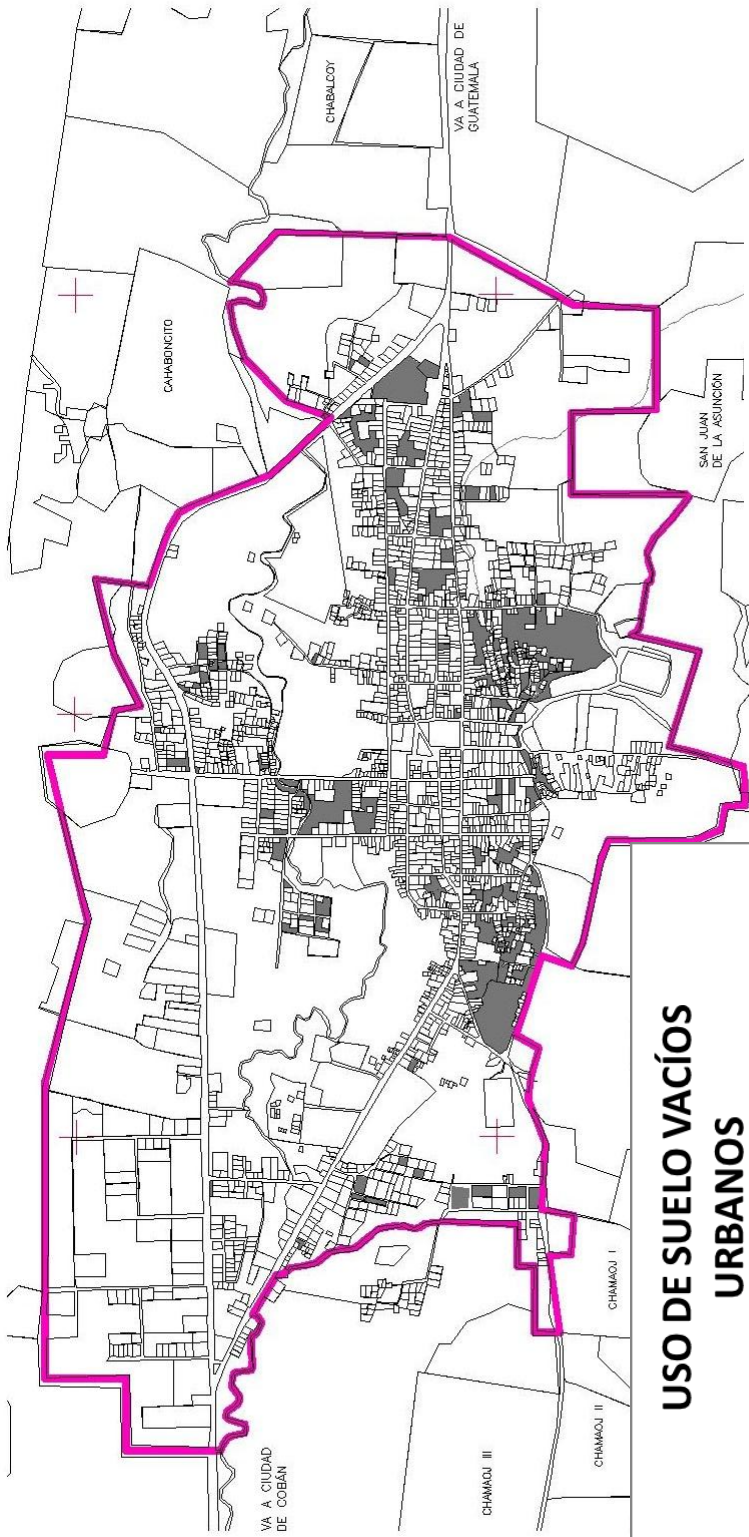 CHABALCOY
VA A CIUDAD DE
GUATEMALA
CAHABONCITO
SAN JUAN
DE LA ASUNCIÓN
VA A CIUDAD
DE COBÁN
CHAMAOJ III
CHAMAOJ II
CHAMAOJ I
USO DE SUELO VACÍOS
URBANOS